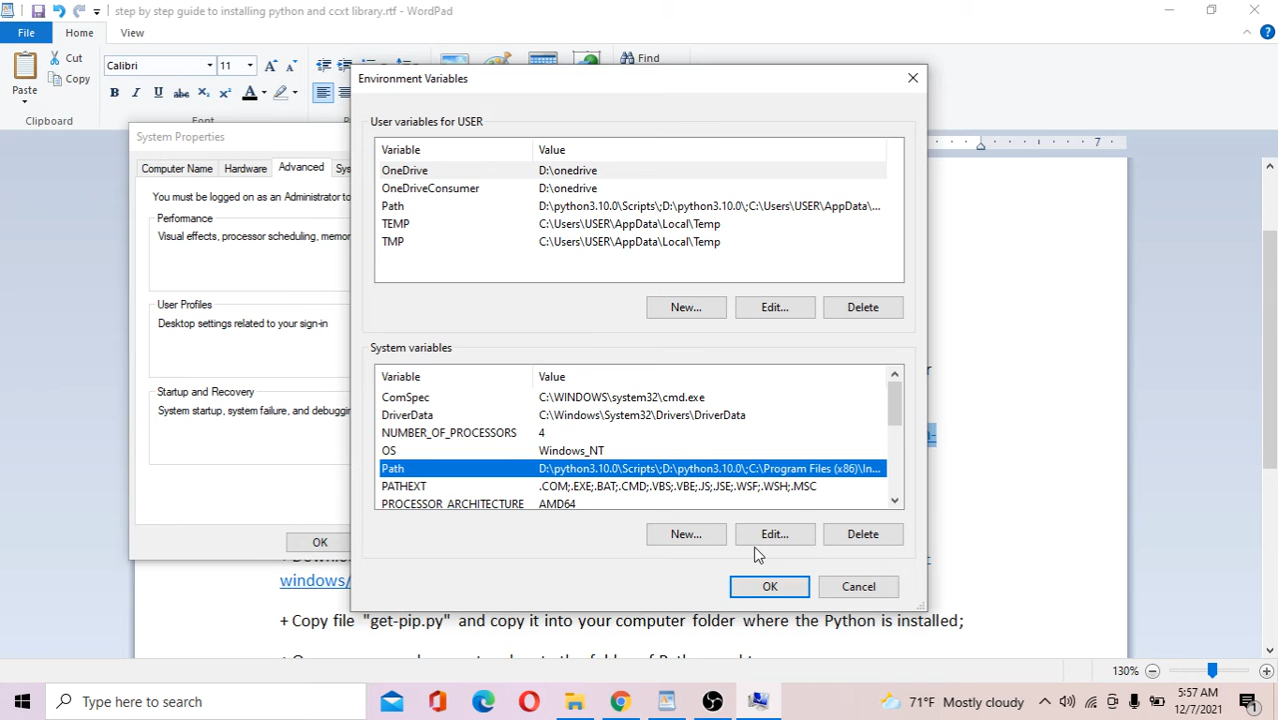 step by step guide to installing python and ccxt library.rtf - WordPad
File Home View
Paste
Cut
Copy
Clipboard
Calibri 11
Font
Find
System Properties
Computer Name Hardware Advanced Sys
You must be logged on as an Administrator to
Performance
Visual effects, processor scheduling, memor
User Profiles
Desktop settings related to your sign-in
Startup and Recovery
System startup, system failure, and debuggin
OK
Environment Variables
User variables for USER
Variable Value
OneDrive D:\onedrive
OneDriveConsumer D:\onedrive
Path D:\python3.10.0\Scripts\;D:\python3.10.0\;C:\Users\USER\AppData\...
TEMP C:\Users\USER\AppData\Local\Temp
TMP C:\Users\USER\AppData\Local\Temp
New... Edit... Delete
System variables
Variable Value
ComSpec C:\WINDOWS\system32\cmd.exe
DriverData C:\Windows\System32\Drivers\DriverData
NUMBER_OF_PROCESSORS 4
OS Windows_NT
Path D:\python3.10.0\Scripts\;D:\python3.10.0\;C:\Program Files (x86)\In...
PATHEXT .COM;.EXE;.BAT;.CMD;.VBS;.VBE;.JS;.JSE;.WSF;.WSH;.MSC
PROCESSOR_ARCHITECTURE AMD64
New... Edit... Delete
OK Cancel
7
windows/
+ Copy file "get-pip.py" and copy it into your computer folder where the Python is installed;
130%
Type here to search
71°F Mostly cloudy
5:57 AM
12/7/2021
1